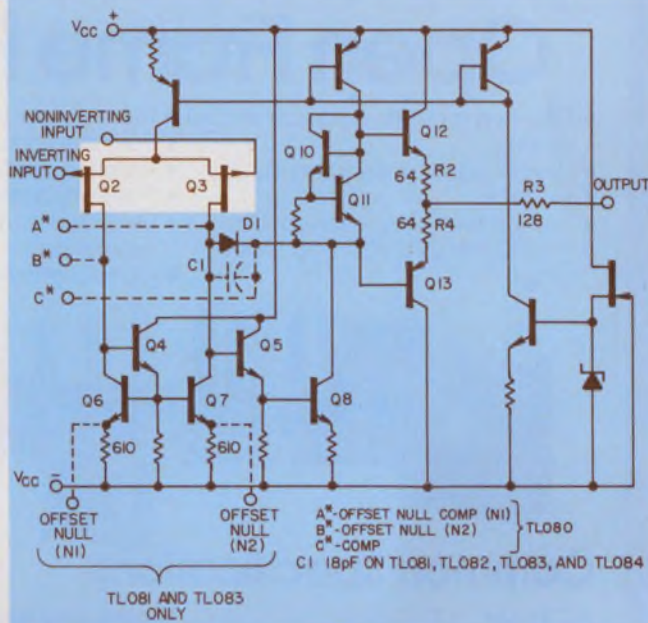 Vcc +
NONINVERTING
INPUT
INVERTING
INPUT
Q2
Q3
Q10
Q11
Q12
R2
64
R3
128
OUTPUT
64
R4
A*
B*
C*
D1
C1
Q13
Q4
Q5
Q6
Q7
Q8
610
610
Vcc -
OFFSET
NULL
(N1)
OFFSET
NULL
(N2)
A*-OFFSET NULL COMP (N1)
B*-OFFSET NULL (N2)
C*-COMP
TL080
C1 18pF ON TL081, TL082, TL083, AND TL084
TL081 AND TL083
ONLY